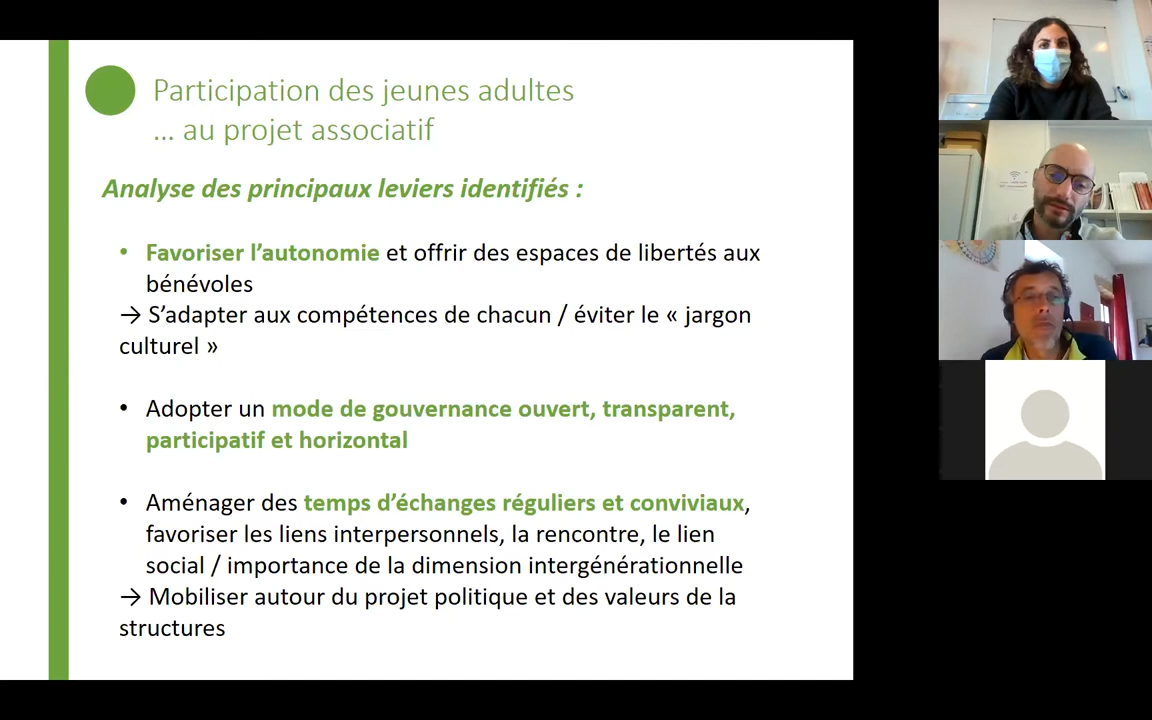 Participation des jeunes adultes
... au projet associatif
Analyse des principaux leviers identifiés :
• Favoriser l'autonomie et offrir des espaces de libertés aux
bénévoles
→ S'adapter aux compétences de chacun / éviter le « jargon
culturel »
• Adopter un mode de gouvernance ouvert, transparent,
participatif et horizontal
• Aménager des temps d'échanges réguliers et conviviaux,
favoriser les liens interpersonnels, la rencontre, le lien
social / importance de la dimension intergénérationnelle
→ Mobiliser autour du projet politique et des valeurs de la
structures